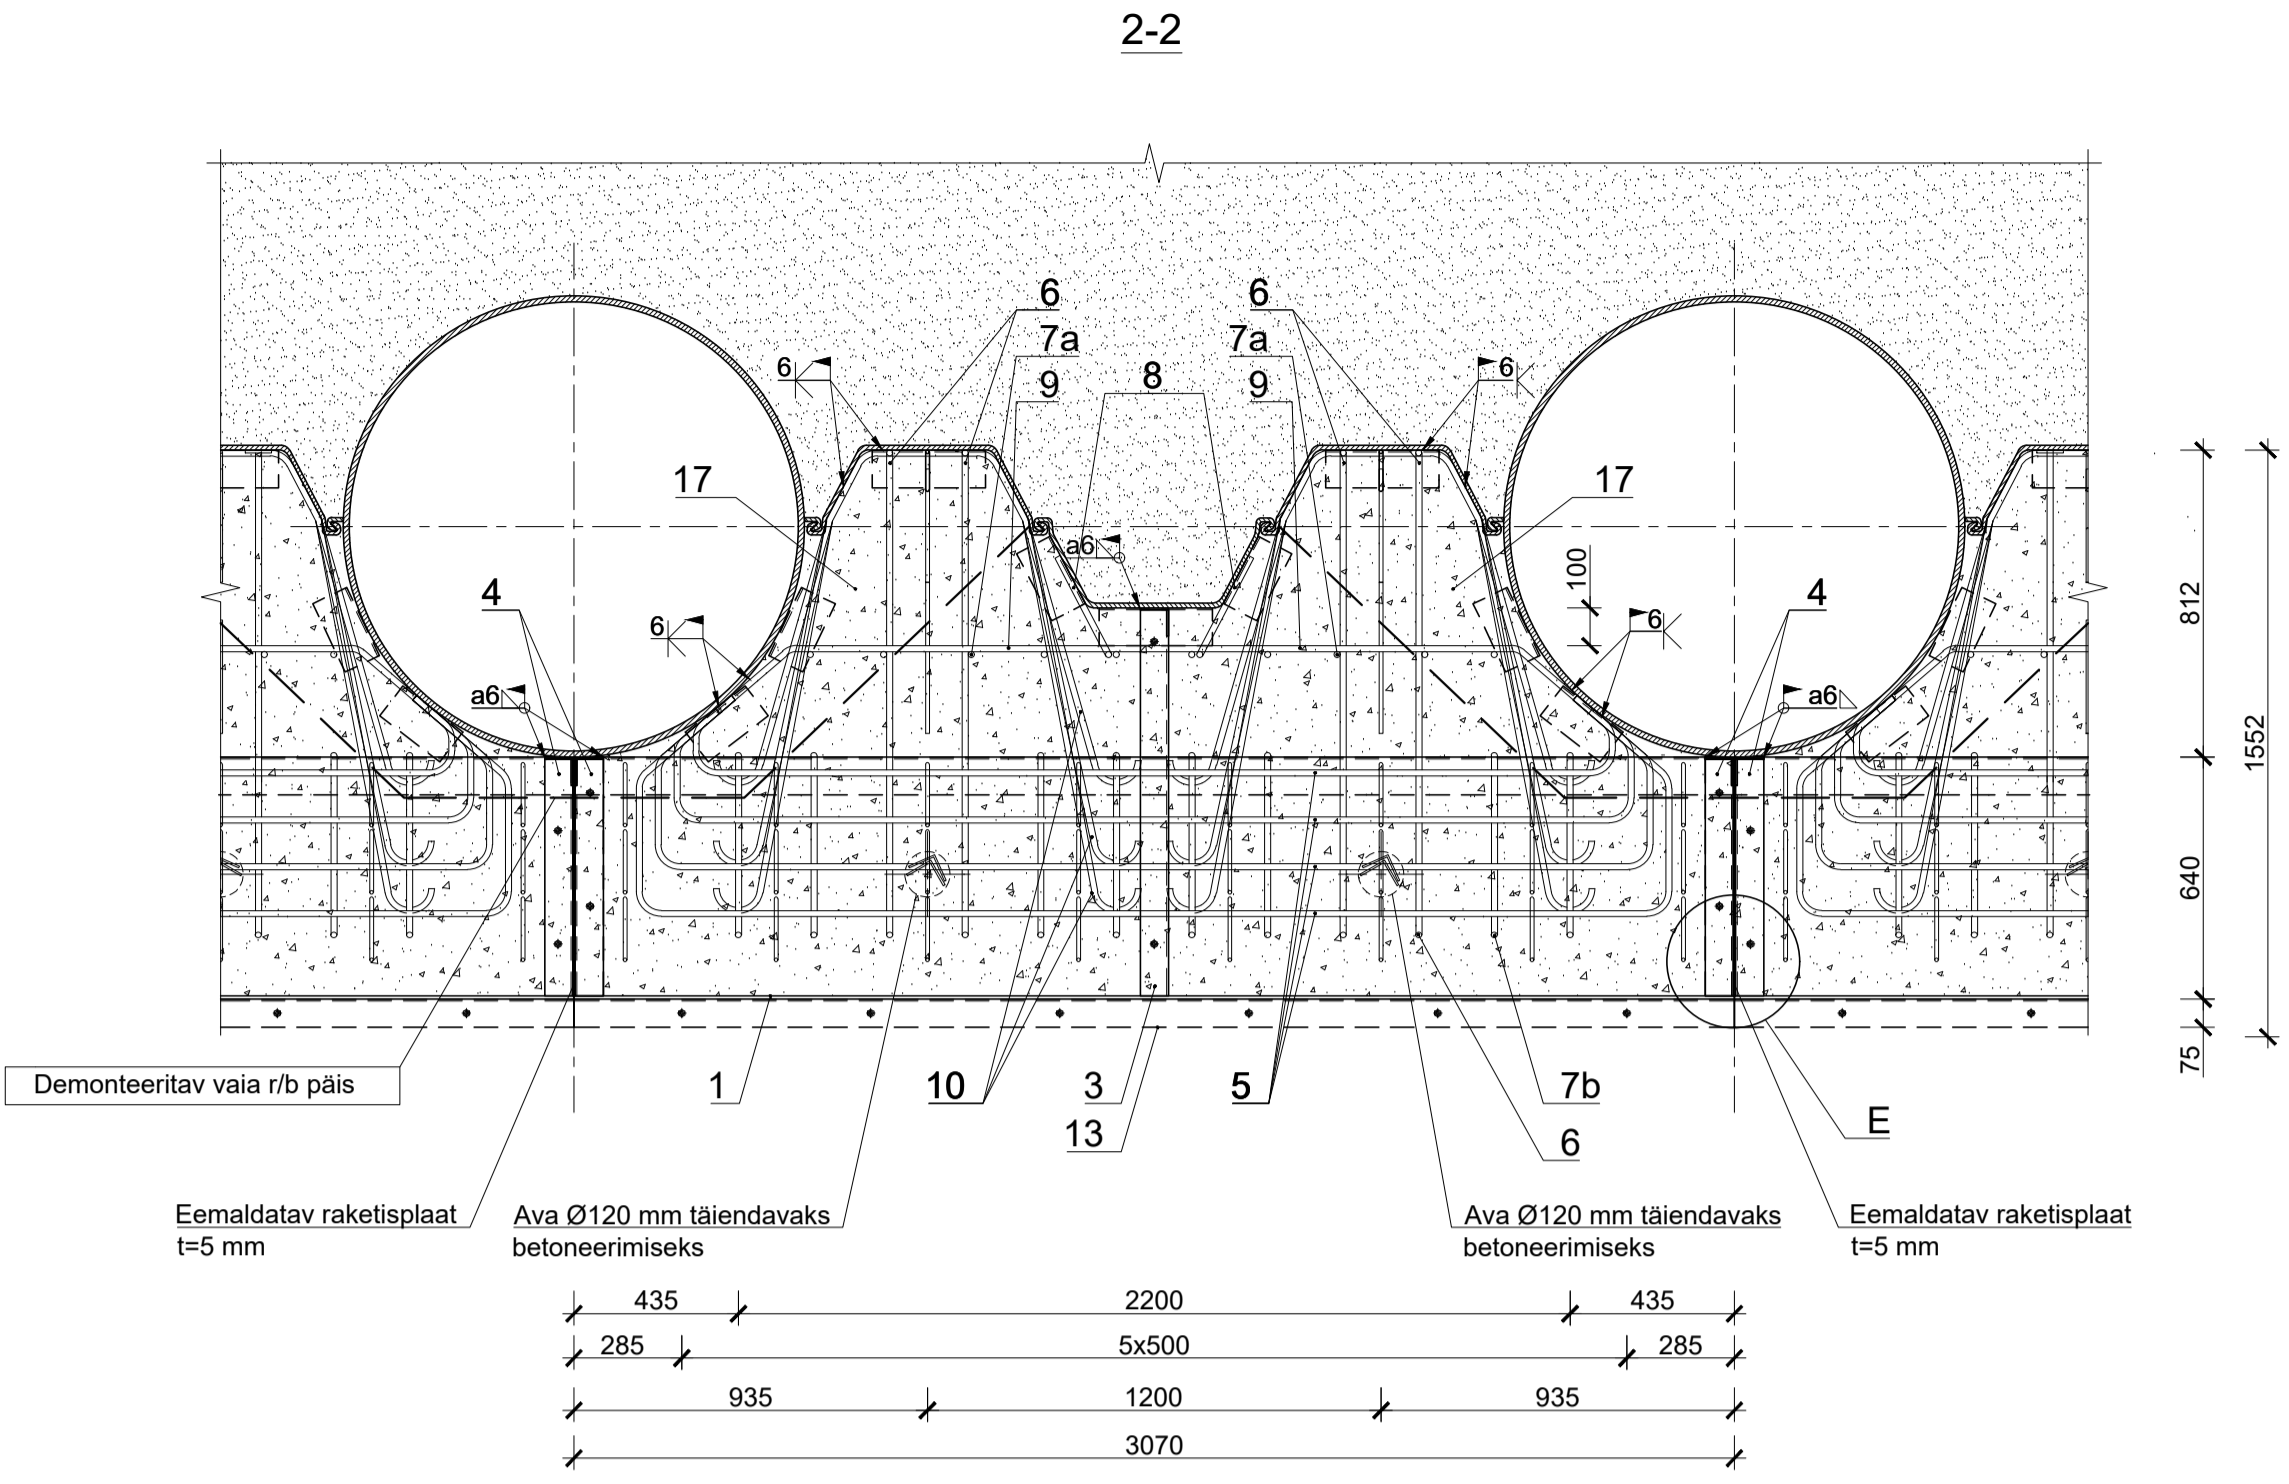 2-2
6
6
7a
7a
6
8
6
9
9
17
17
a6
100
4
4
812
6
6
a6
a6
1552
640
75
Demonteeritav vaia r/b päis
1
10
3
5
7b
13
6
E
Eemaldatav raketisplaat
t=5 mm
Ava Ø120 mm täiendavaks
betoneerimiseks
Ava Ø120 mm täiendavaks
betoneerimiseks
Eemaldatav raketisplaat
t=5 mm
435
2200
435
285
5x500
285
935
1200
935
3070